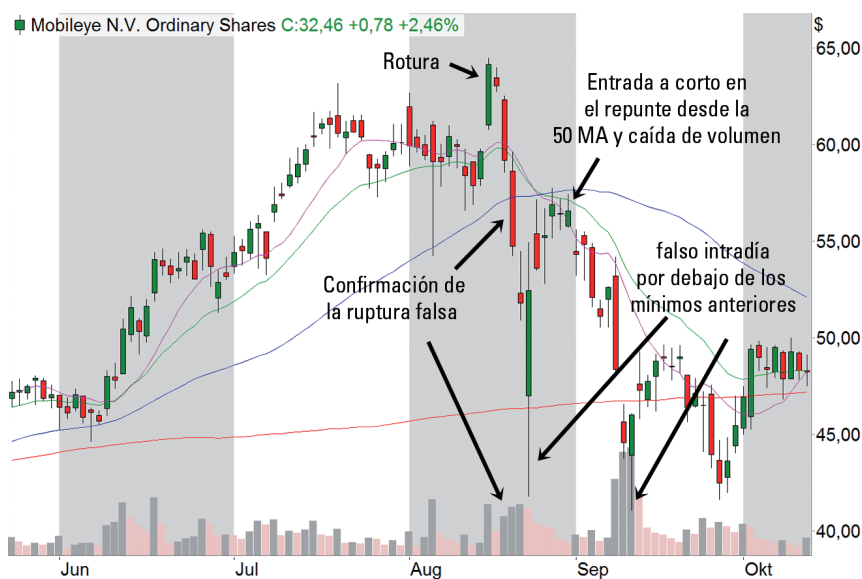 Mobileye N.V. Ordinary Shares C:32,46 +0,78 +2,46%
$
65,00
Rotura
Entrada a corto en
el repunte desde la
50 MA y caída de volumen
60,00
55,00
falso intradía
por debajo de los
mínimos anteriores
Confirmación de
la ruptura falsa
50,00
45,00
40,00
Jun
Jul
Aug
Sep
Okt